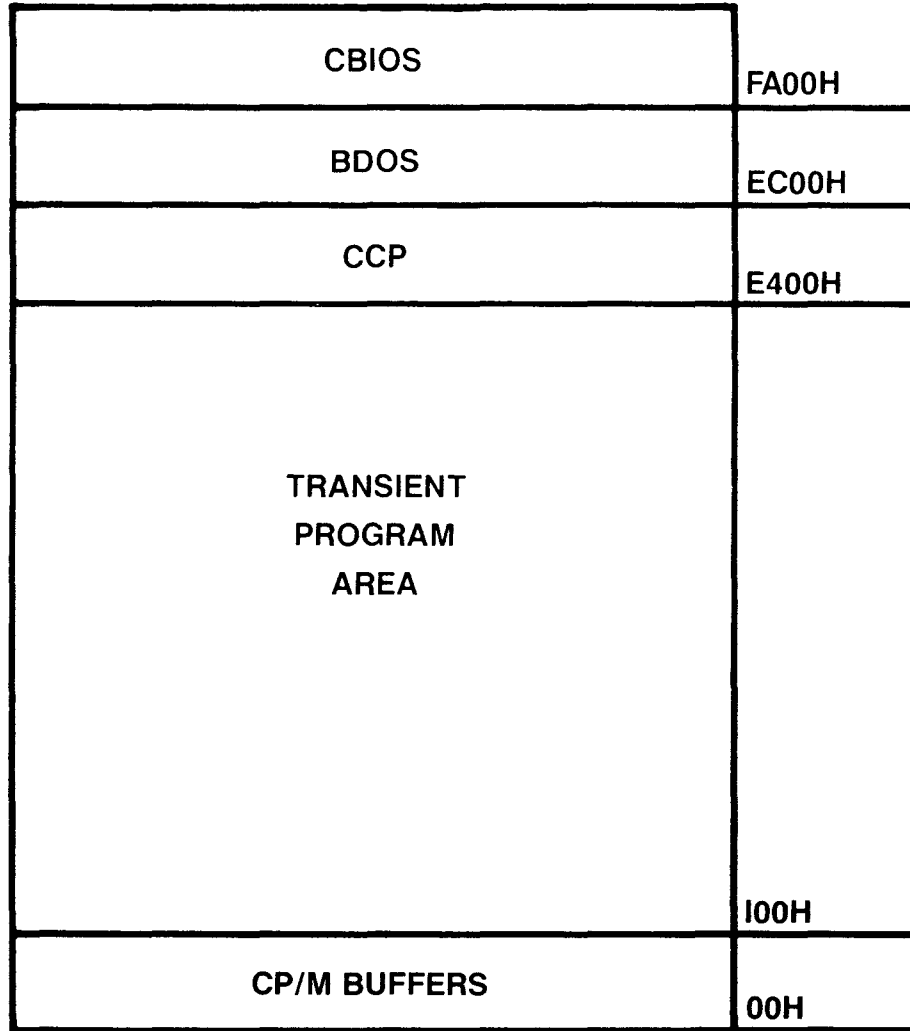 CBIOS
FA00H
BDOS
EC00H
CCP
E400H
TRANSIENT
PROGRAM
AREA
I00H
CP/M BUFFERS
00H